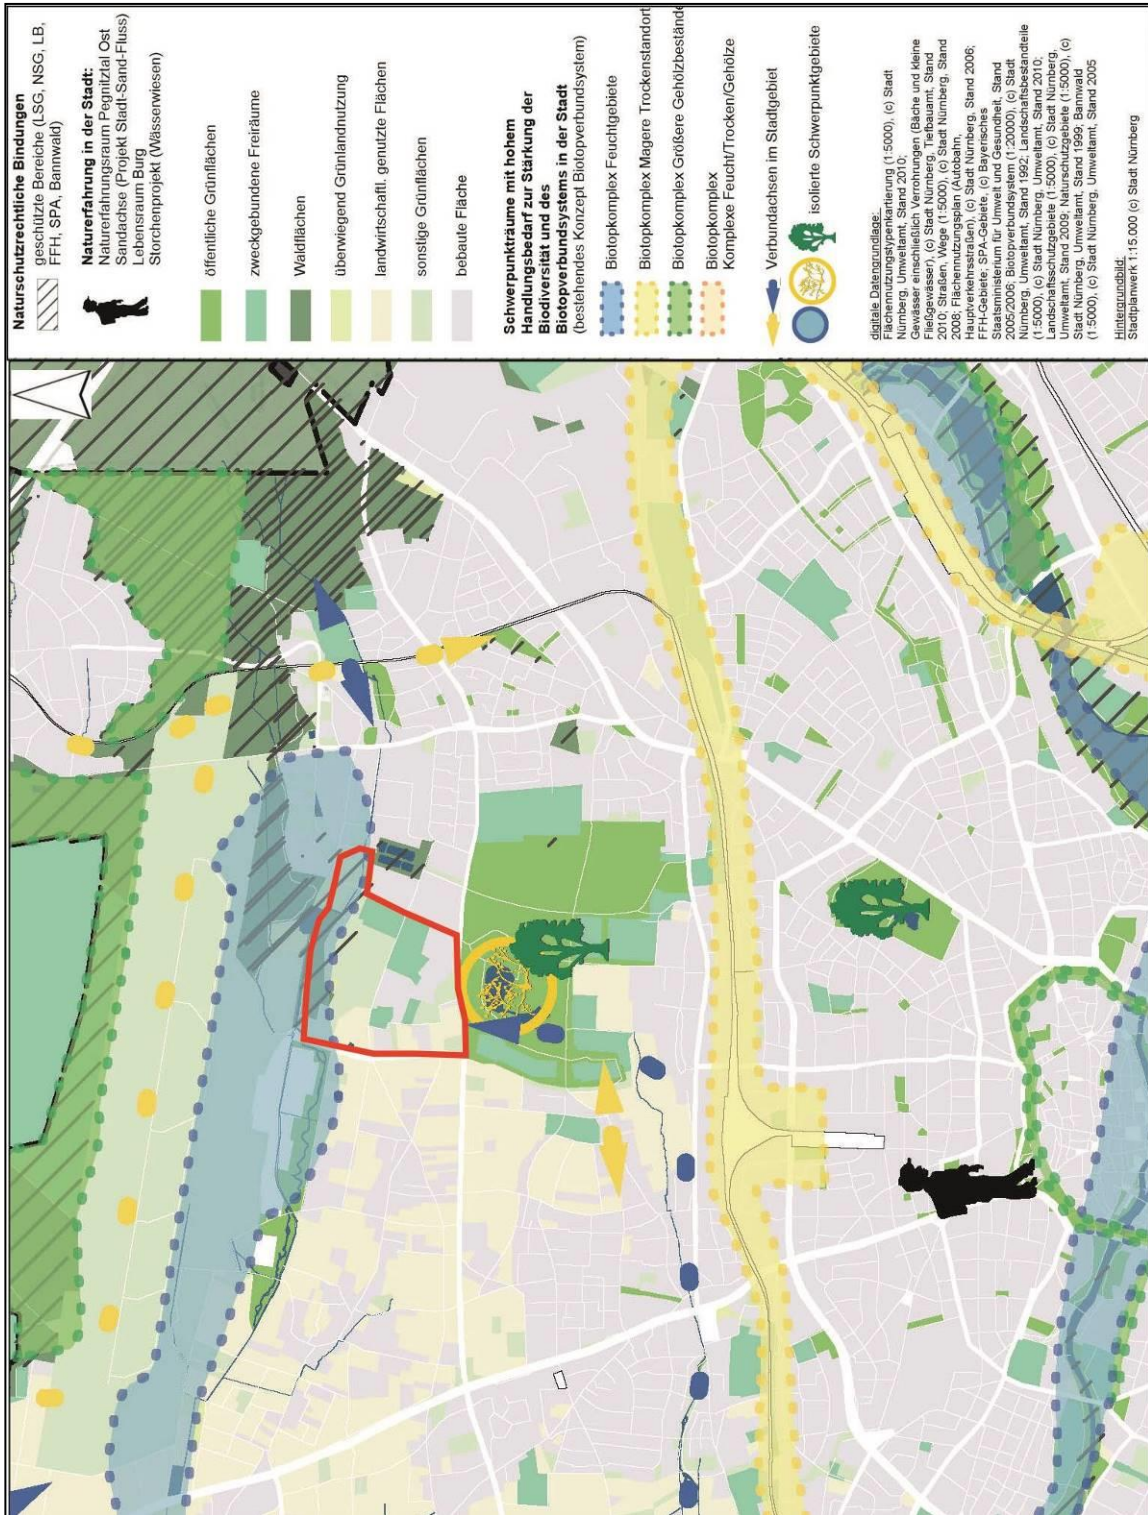 Naturschutzrechtliche Bindungen
geschützte Bereiche (LSG, NSG, LB,
FFH, SPA, Bannwald)
Naturerfahrung in der Stadt:
Naturerfahrungsraum Pegnitztal Ost
Sandachse (Projekt Stadt-Sand-Fluss)
Lebensraum Burg
Storchenprojekt (Wässerwiesen)
öffentliche Grünflächen
zweckgebundene Freiräume
Waldflächen
überwiegend Grünlandnutzung
landwirtschaftl. genutzte Flächen
sonstige Grünflächen
bebaute Fläche
Schwerpunkträume mit hohem
Handlungsbedarf zur Stärkung der
Biodiversität und des
Biotopverbundsystems in der Stadt
(bestehendes Konzept Biotopverbundsystem)
Biotopkomplex Feuchtgebiete
Biotopkomplex Magere Trockenstandort
Biotopkomplex Größere Gehölzbestände
Biotopkomplex
Komplexe Feucht/Trocken/Gehölze
Verbundachsen im Stadtgebiet
isolierte Schwerpunktgebiete
digitale Datengrundlage:
Flächennutzungstypenkartierung (1:5000), (c) Stadt
Nürnberg, Umweltamt, Stand 2010;
Gewässer einschließlich Verrohrungen (Bäche und kleine
Fließgewässer), (c) Stadt Nürnberg, Tiefbauamt, Stand
2010; Straßen, Wege (1:5000), (c) Stadt Nürnberg, Stand
2008; Flächennutzungsplan (Autobahn,
Hauptverkehrsstraßen), (c) Stadt Nürnberg, Stand 2006;
FFH-Gebiete; SPA-Gebiete, (c) Bayerisches
Staatsministerium für Umwelt und Gesundheit, Stand
2005/2006; Biotopverbundsystem (1:20000), (c) Stadt
Nürnberg, Umweltamt, Stand 1992; Landschaftsbestandteile
(1:5000), (c) Stadt Nürnberg, Umweltamt, Stand 2010;
Landschaftsschutzgebiete (1:5000), (c) Stadt Nürnberg,
Umweltamt, Stand 2009; Naturschutzgebiete (1:5000), (c)
Stadt Nürnberg, Umweltamt, Stand 1999; Bannwald
(1:5000), (c) Stadt Nürnberg, Umweltamt, Stand 2005
Hintergrundbild:
Stadtplanwerk 1:15.000 (c) Stadt Nürnberg